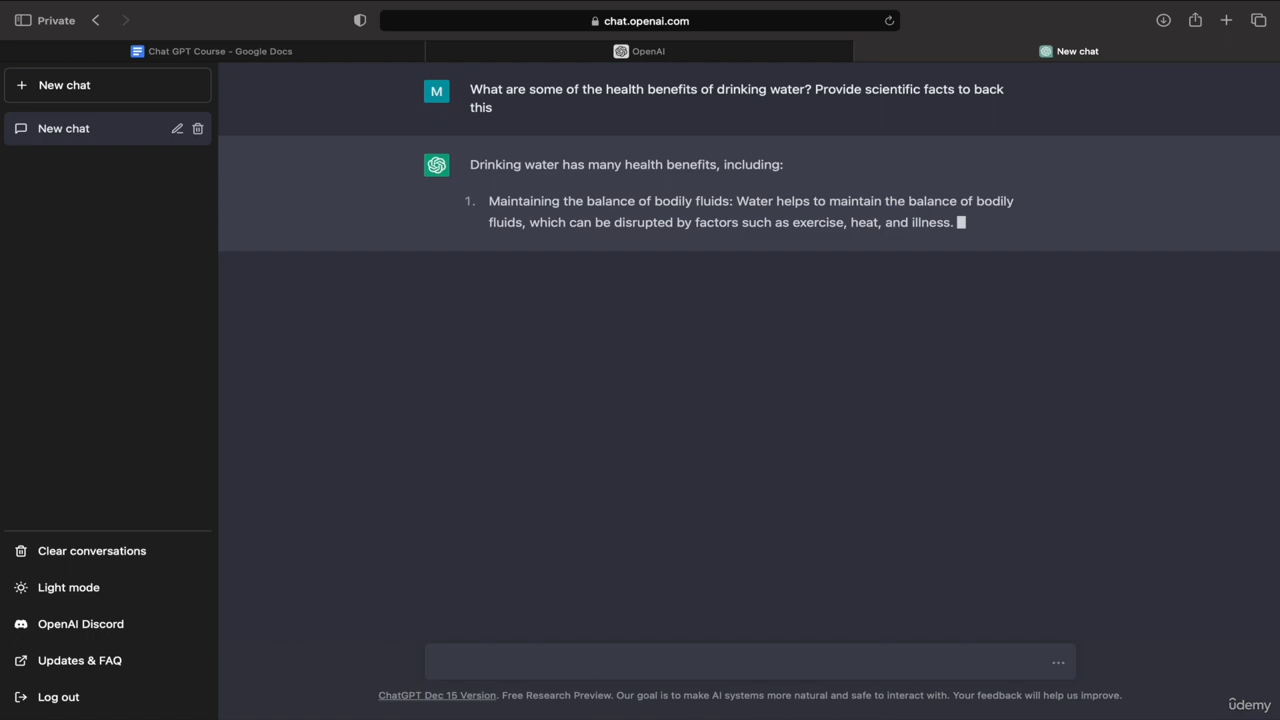 Private
chat.openai.com
Chat GPT Course - Google Docs
OpenAI
New chat
New chat
New chat
M
What are some of the health benefits of drinking water? Provide scientific facts to back
this
Drinking water has many health benefits, including:
1. Maintaining the balance of bodily fluids: Water helps to maintain the balance of bodily
fluids, which can be disrupted by factors such as exercise, heat, and illness.
Clear conversations
Light mode
OpenAI Discord
Updates & FAQ
Log out
ChatGPT Dec 15 Version. Free Research Preview. Our goal is to make AI systems more natural and safe to interact with. Your feedback will help us improve.
ûdemy